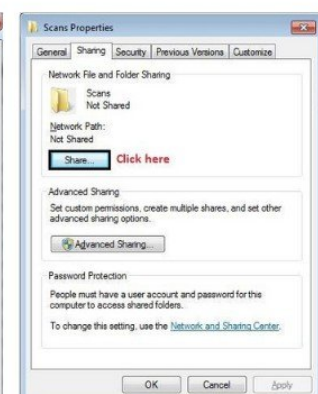 Scans Properties
General Sharing Security Previous Versions Customize
Network File and Folder Sharing
Scans
Not Shared
Network Path:
Not Shared
Share... Click here
Advanced Sharing
Set custom permissions, create multiple shares, and set other
advanced sharing options.
Advanced Sharing...
Password Protection
People must have a user account and password for this
computer to access shared folders.
To change this setting, use the Network and Sharing Center.
OK Cancel Apply